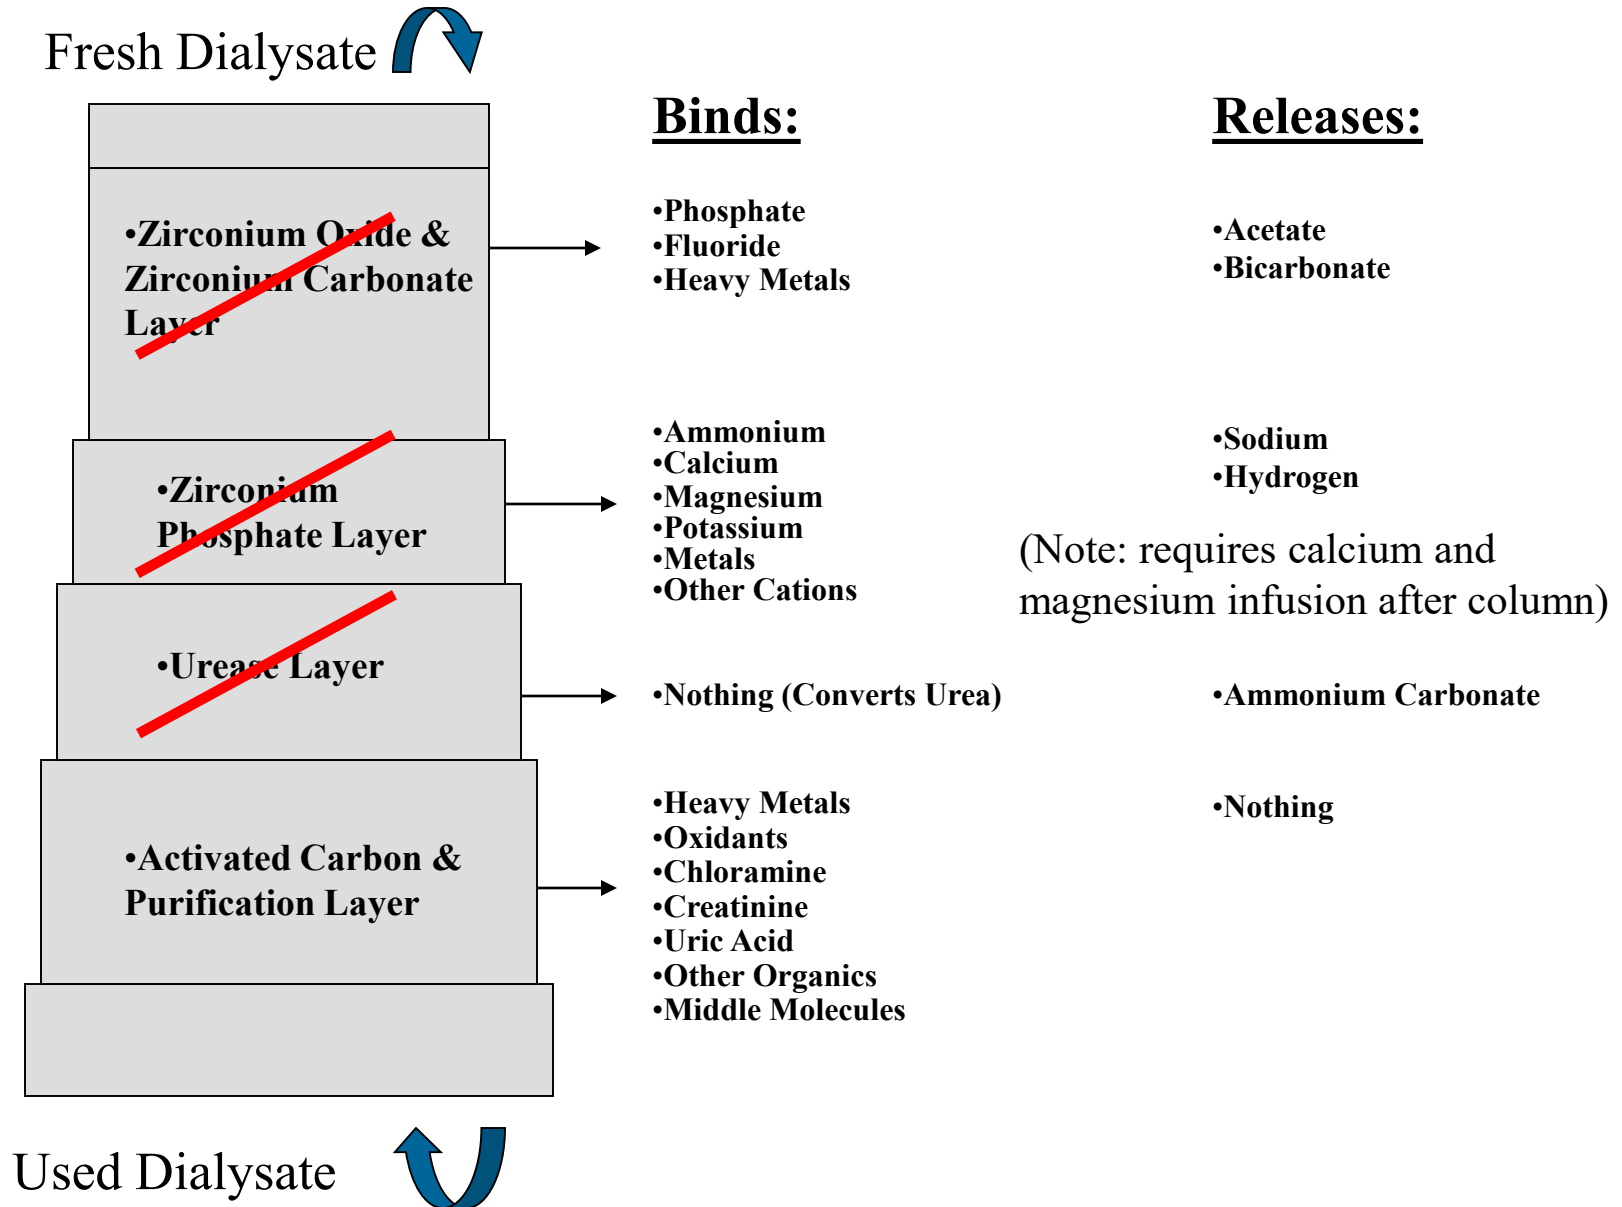 Fresh Dialysate
Binds:
Releases:
•Zirconium Oxide &
Zirconium Carbonate
Layer
•Phosphate
•Fluoride
•Heavy Metals
•Acetate
•Bicarbonate
•Zirconium
Phosphate Layer
•Ammonium
•Calcium
•Magnesium
•Potassium
•Metals
•Other Cations
•Sodium
•Hydrogen
(Note: requires calcium and
magnesium infusion after column)
•Urease Layer
•Nothing (Converts Urea)
•Ammonium Carbonate
•Activated Carbon &
Purification Layer
•Heavy Metals
•Oxidants
•Chloramine
•Creatinine
•Uric Acid
•Other Organics
•Middle Molecules
•Nothing
Used Dialysate